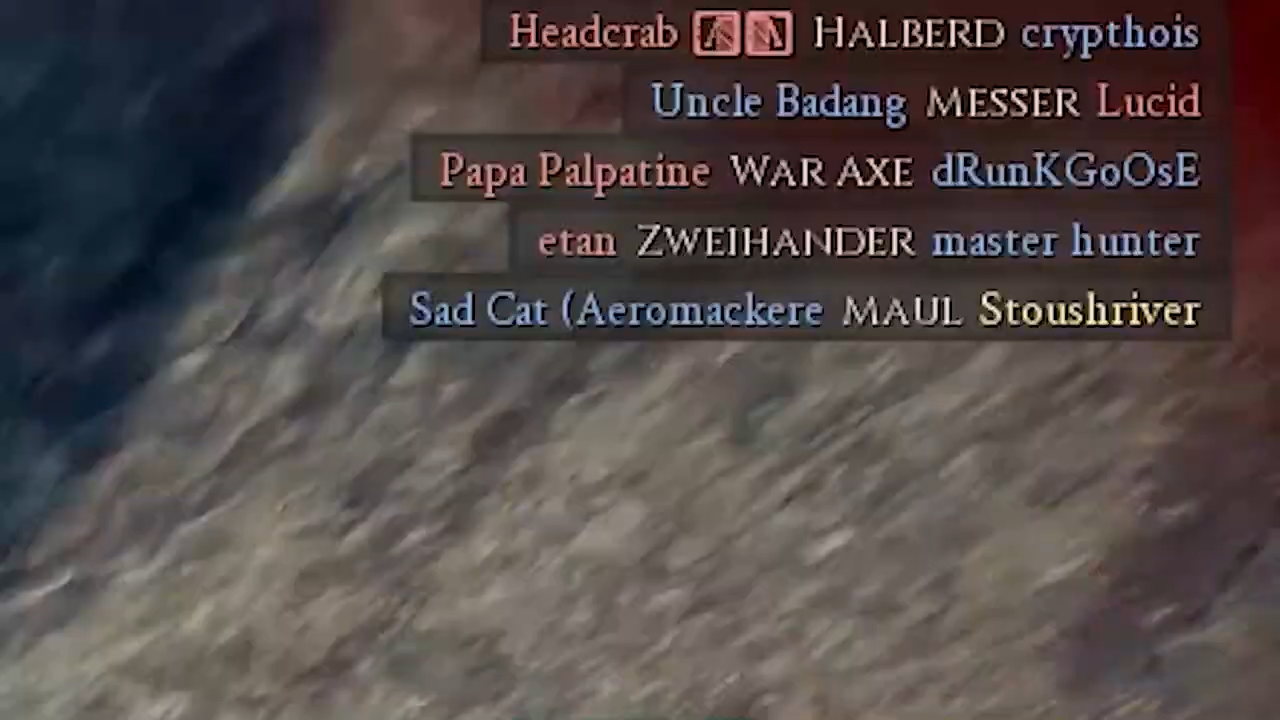 Headcrab HALBERD crypthois
Uncle Badang MESSER Lucid
Papa Palpatine WAR AXE dRunKGoOsE
etan ZWEIHANDER master hunter
Sad Cat (Aeromackere MAUL Stoushriver